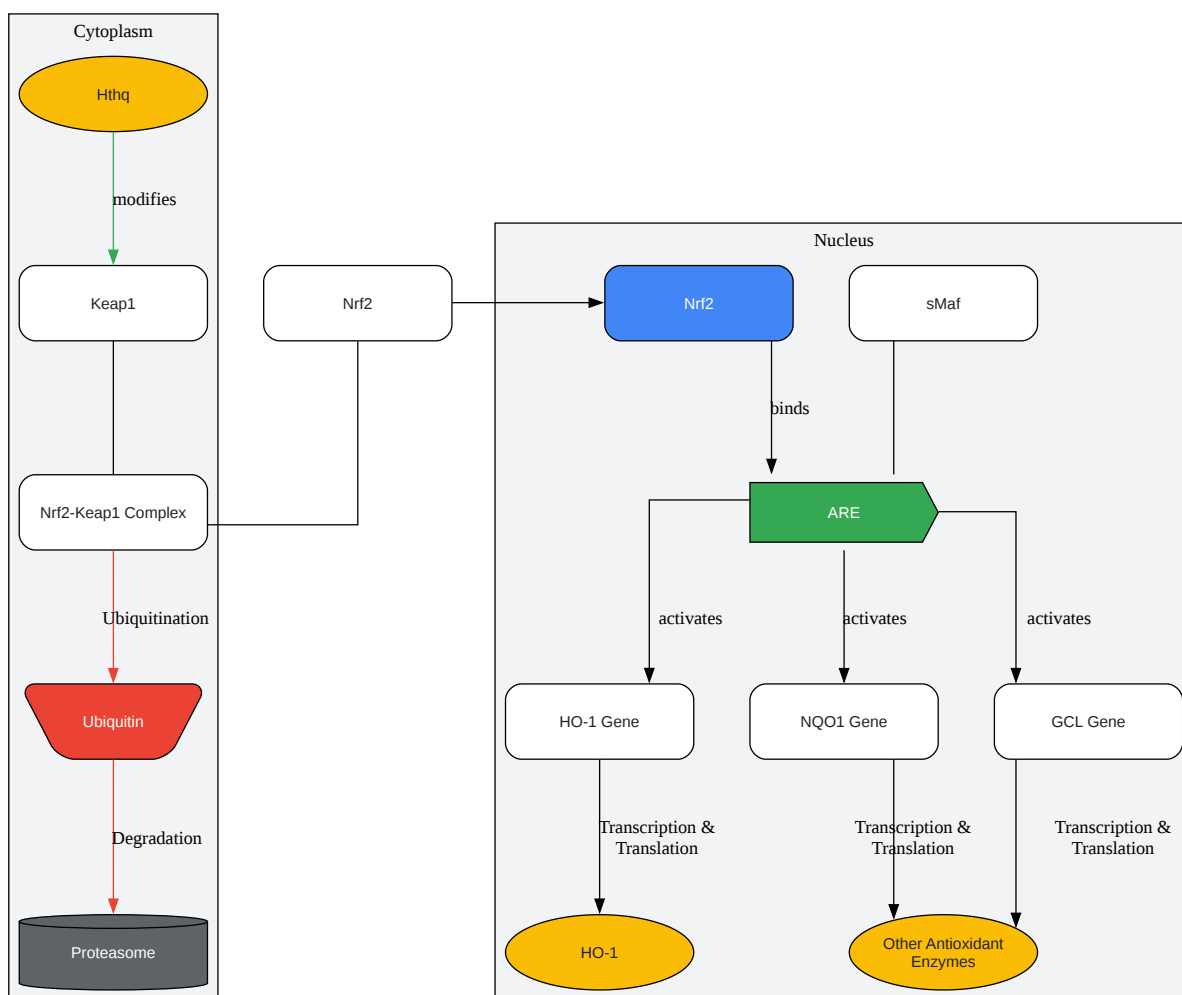 Cytoplasm
Hthq
modifies
Nucleus
Keap1
Nrf2
Nrf2
sMaf
binds
Nrf2-Keap1 Complex
ARE
Ubiquitination
activates
activates
activates
Ubiquitin
HO-1 Gene
NQO1 Gene
GCL Gene
Degradation
Transcription &
Translation
Transcription &
Translation
Transcription &
Translation
Proteasome
HO-1
Other Antioxidant
Enzymes